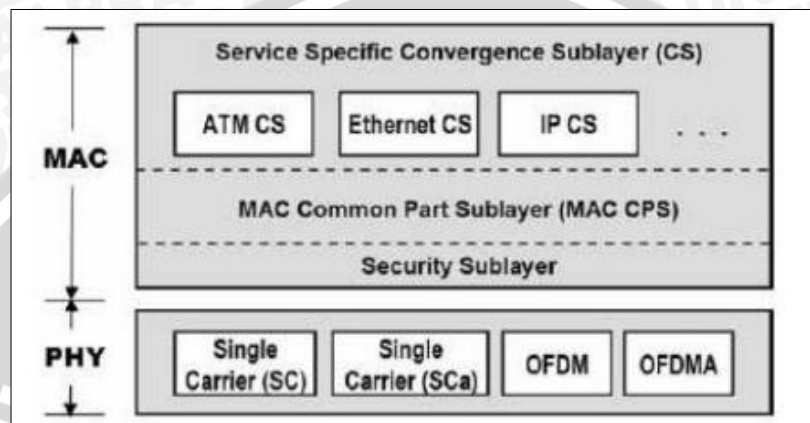 Service Specific Convergence Sublayer (CS)
ATM CS
Ethernet CS
IP CS
. . .
MAC
MAC Common Part Sublayer (MAC CPS)
Security Sublayer
PHY
Single
Carrier (SC)
Single
Carrier (SCa)
OFDM
OFDMA